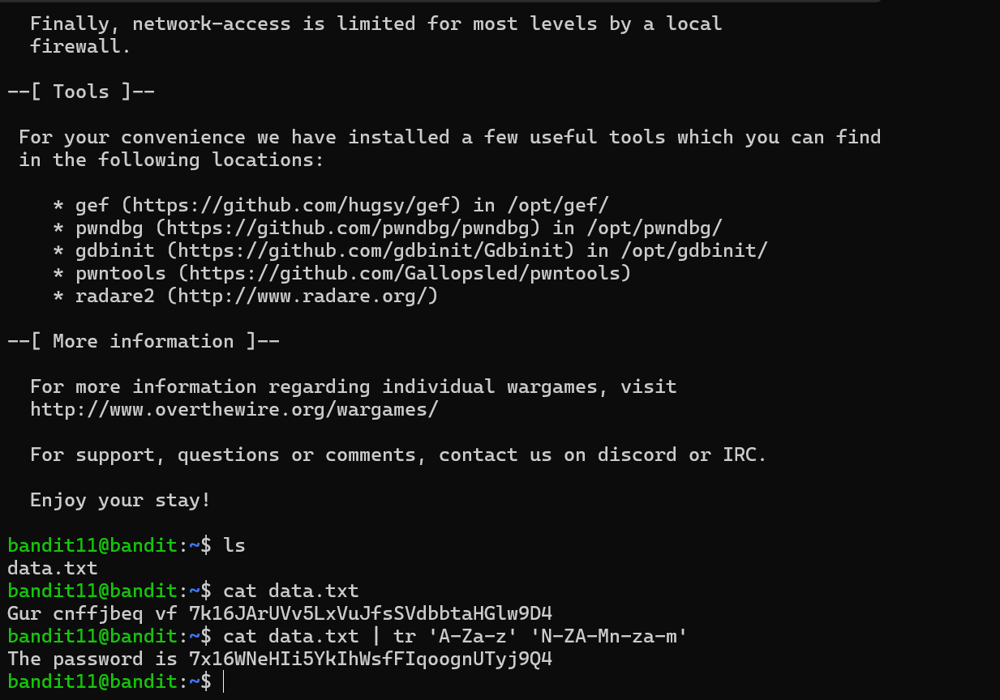 Finally, network-access is limited for most levels by a local
firewall.
--[ Tools ]--
For your convenience we have installed a few useful tools which you can find
in the following locations:
* gef (https://github.com/hugsy/gef) in /opt/gef/
* pwndbg (https://github.com/pwndbg/pwndbg) in /opt/pwndbg/
* gdbinit (https://github.com/gdbinit/Gdbinit) in /opt/gdbinit/
* pwntools (https://github.com/Gallopsled/pwntools)
* radare2 (http://www.radare.org/)
--[ More information ]--
For more information regarding individual wargames, visit
http://www.overthewire.org/wargames/
For support, questions or comments, contact us on discord or IRC.
Enjoy your stay!
bandit11@bandit:~$ ls
data.txt
bandit11@bandit:~$ cat data.txt
Gur cnffjbeq vf 7k16JArUVv5LxVuJfsSVdbbtaHGlw9D4
bandit11@bandit:~$ cat data.txt | tr 'A-Za-z' 'N-ZA-Mn-za-m'
The password is 7x16WNeHIi5YkIhWsfFIqoognUTyj9Q4
bandit11@bandit:~$